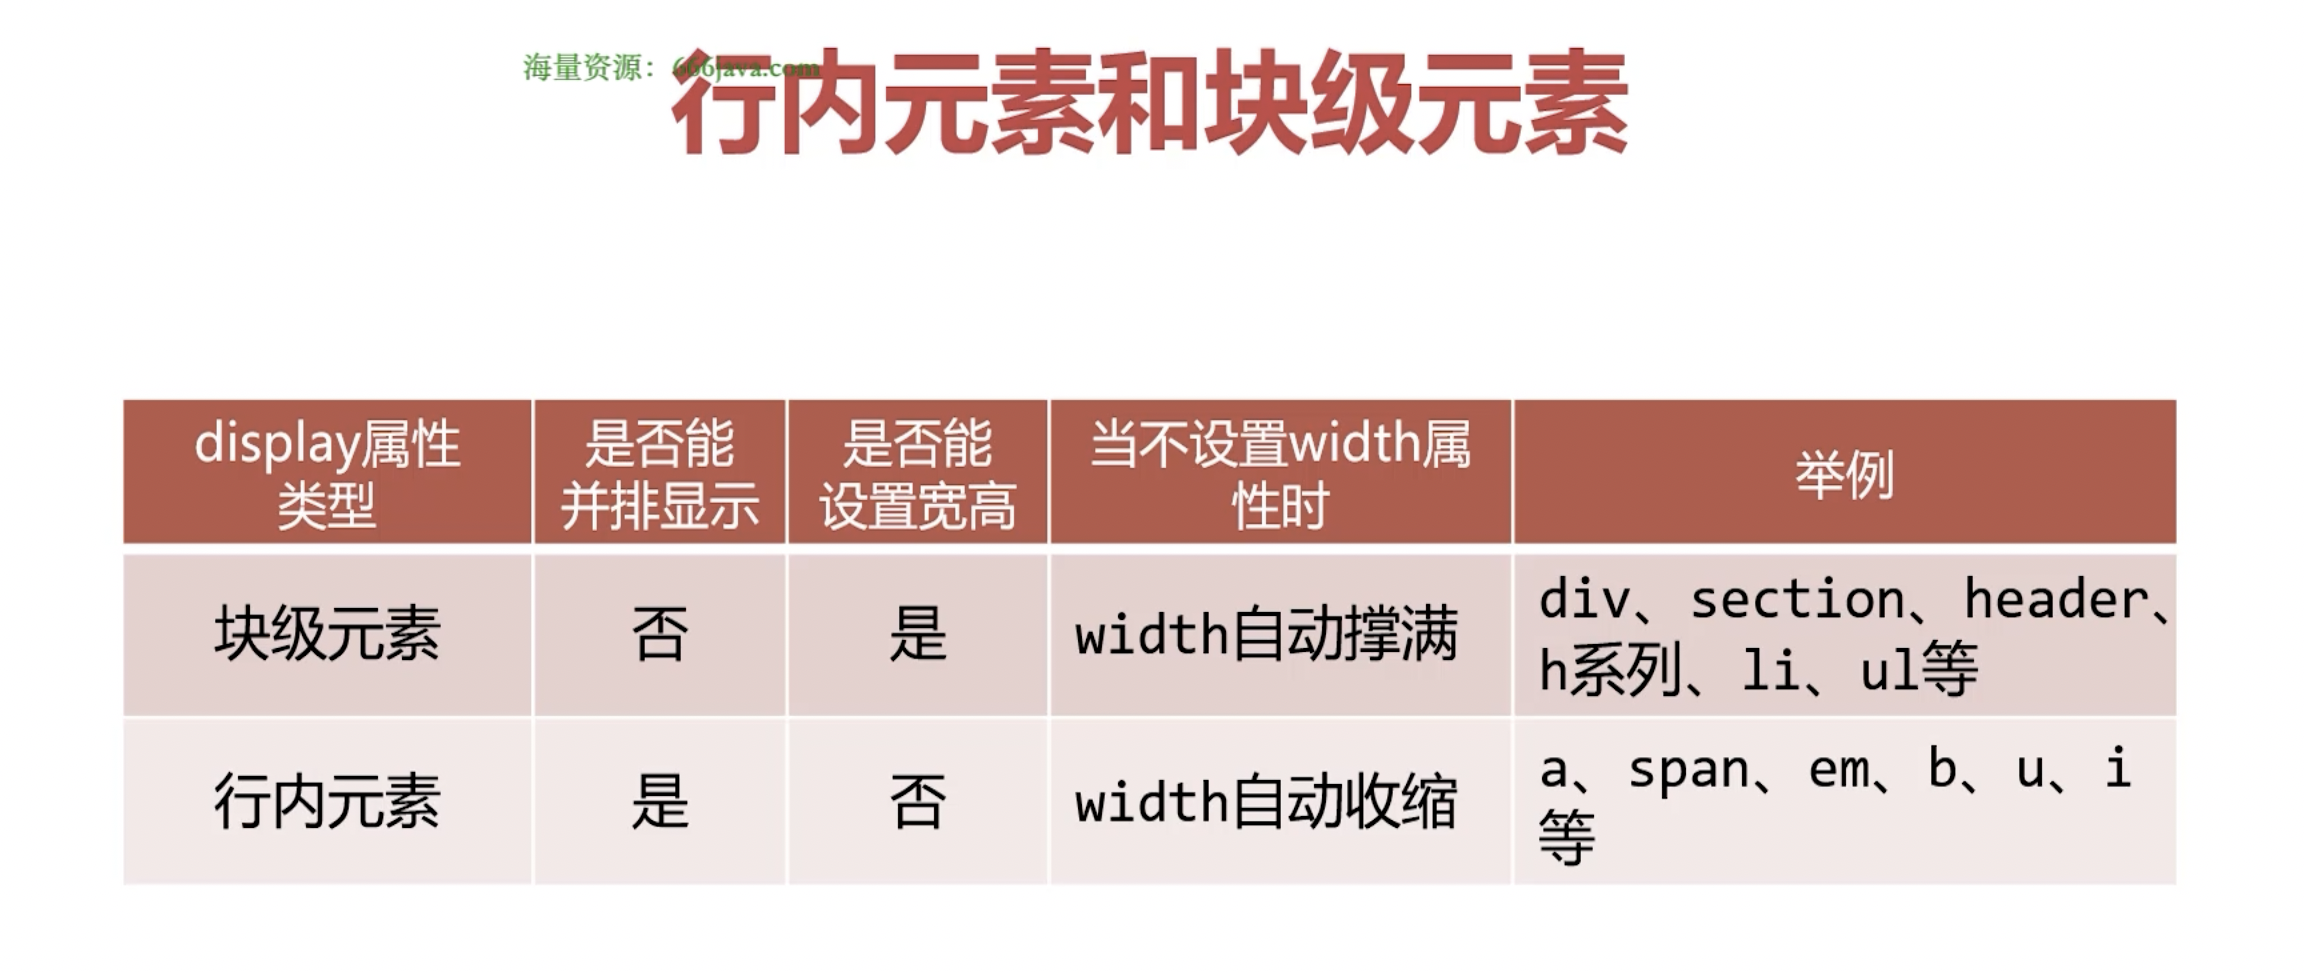 海量资源：666java.com
行内元素和块级元素
display属性
类型
是否能
并排显示
是否能
设置宽高
当不设置width属
性时
举例
块级元素
否
是
width自动撑满
div、section、header、
h系列、li、ul等
行内元素
是
否
width自动收缩
a、span、em、b、u、i
等